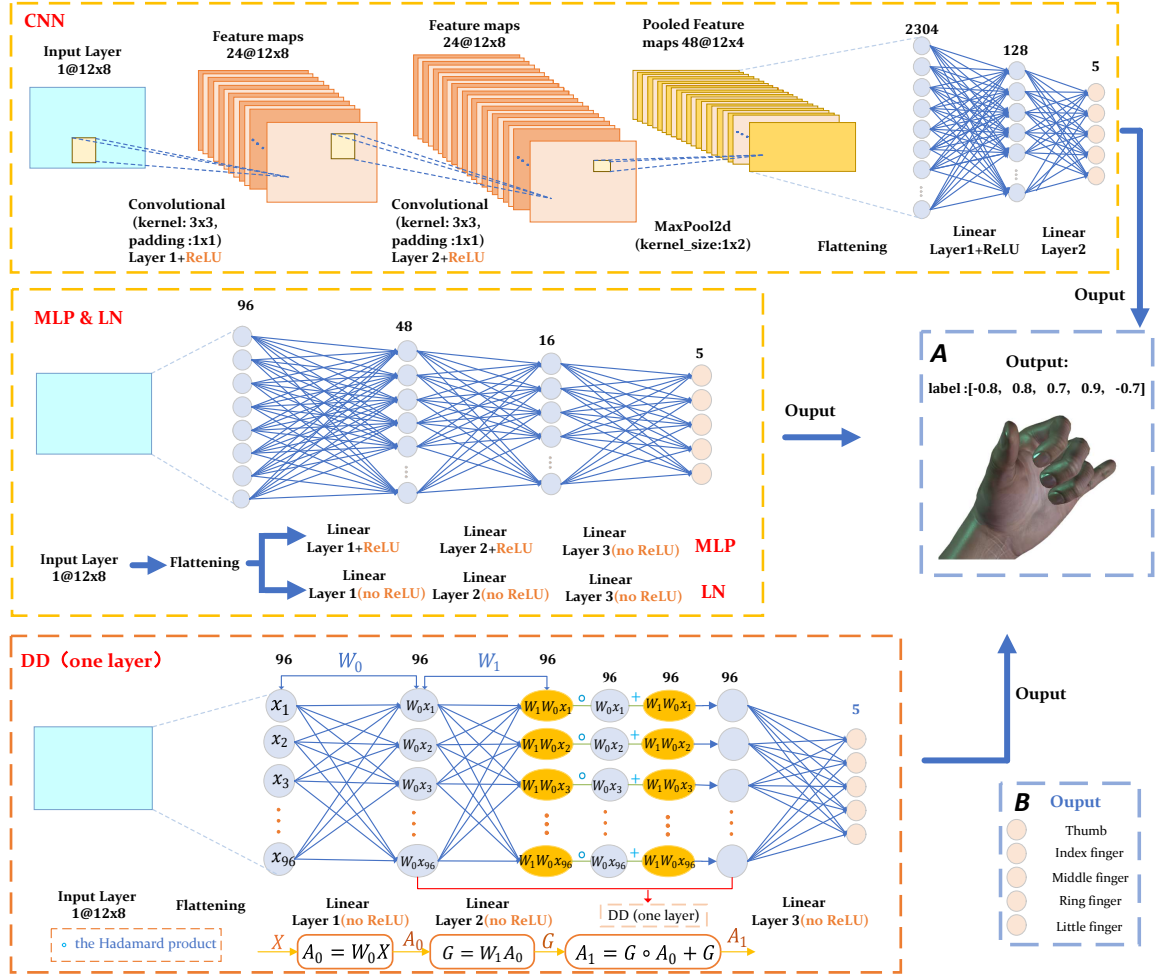 CNN
Input Layer
1@12x8
Feature maps
24@12x8
Feature maps
24@12x8
Pooled Feature
maps 48@12x4
2304
128
5
Convolutional
(kernel: 3x3,
padding :1x1)
Layer 1+ReLU
Convolutional
(kernel: 3x3,
padding :1x1)
Layer 2+ReLU
MaxPool2d
(kernel_size:1x2)
Flattening
Linear
Layer1+ReLU
Linear
Layer2
Ouput
MLP & LN
96
48
16
5
Ouput
Input Layer
1@12x8
Flattening
Linear
Layer 1+ReLU
Linear
Layer 2+ReLU
Linear
Layer 3(no ReLU)
MLP
Linear
Layer 1(no ReLU)
Linear
Layer 2(no ReLU)
Linear
Layer 3(no ReLU)
LN
A
Output:
label :[-0.8, 0.8, 0.7, 0.9, -0.7]
DD（one layer）
96 W₀ 96 W₁ 96 96 96 96
5
x₁ W₀x₁ W₁W₀x₁ ∘ W₀x₁ + W₁W₀x₁
x₂ W₀x₂ W₁W₀x₂ ∘ W₀x₂ + W₁W₀x₂
x₃ W₀x₃ W₁W₀x₃ ∘ W₀x₃ + W₁W₀x₃
x₉₆ W₀x₉₆ W₁W₀x₉₆ ∘ W₀x₉₆ + W₁W₀x₉₆
Ouput
Input Layer
1@12x8
Flattening
Linear
Layer 1(no ReLU)
Linear
Layer 2(no ReLU)
DD (one layer)
Linear
Layer 3(no ReLU)
∘ the Hadamard product
X A₀ = W₀X A₀ G = W₁A₀ G A₁ = G ∘ A₀ + G A₁
B Ouput
Thumb
Index finger
Middle finger
Ring finger
Little finger